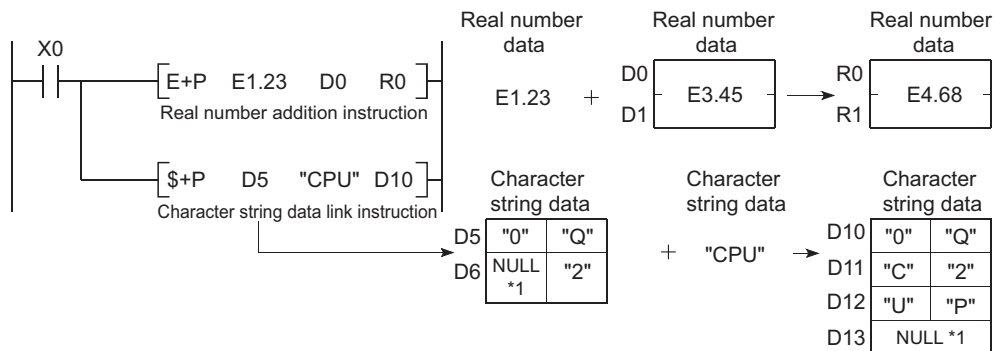 X0
E+P E1.23 D0 R0
Real number addition instruction
$+P D5 "CPU" D10
Character string data link instruction
Real number
data
E1.23
+
Real number
data
D0
D1
E3.45
Real number
data
R0
R1
E4.68
Character
string data
D5 "0" "Q"
D6 NULL
*1 "2"
+
Character
string data
"CPU"
Character
string data
D10 "0" "Q"
D11 "C" "2"
D12 "U" "P"
D13 NULL *1